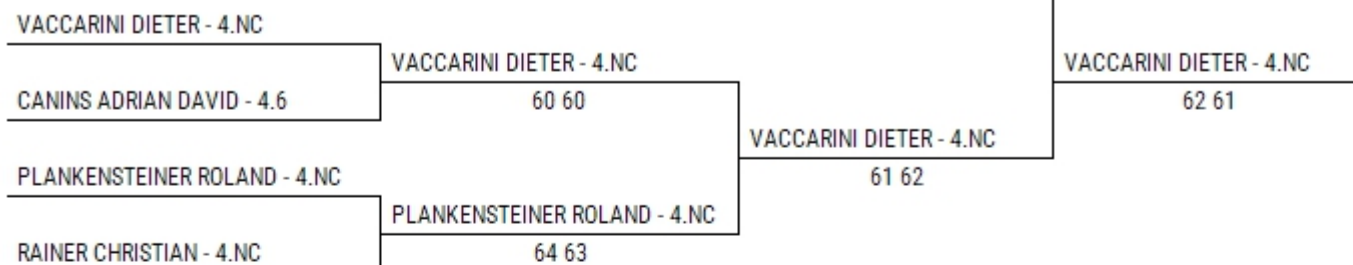 VACCARINI DIETER - 4.NC
VACCARINI DIETER - 4.NC
VACCARINI DIETER - 4.NC
CANINS ADRIAN DAVID - 4.6
60 60
62 61
VACCARINI DIETER - 4.NC
PLANKENSTEINER ROLAND - 4.NC
61 62
PLANKENSTEINER ROLAND - 4.NC
RAINER CHRISTIAN - 4.NC
64 63